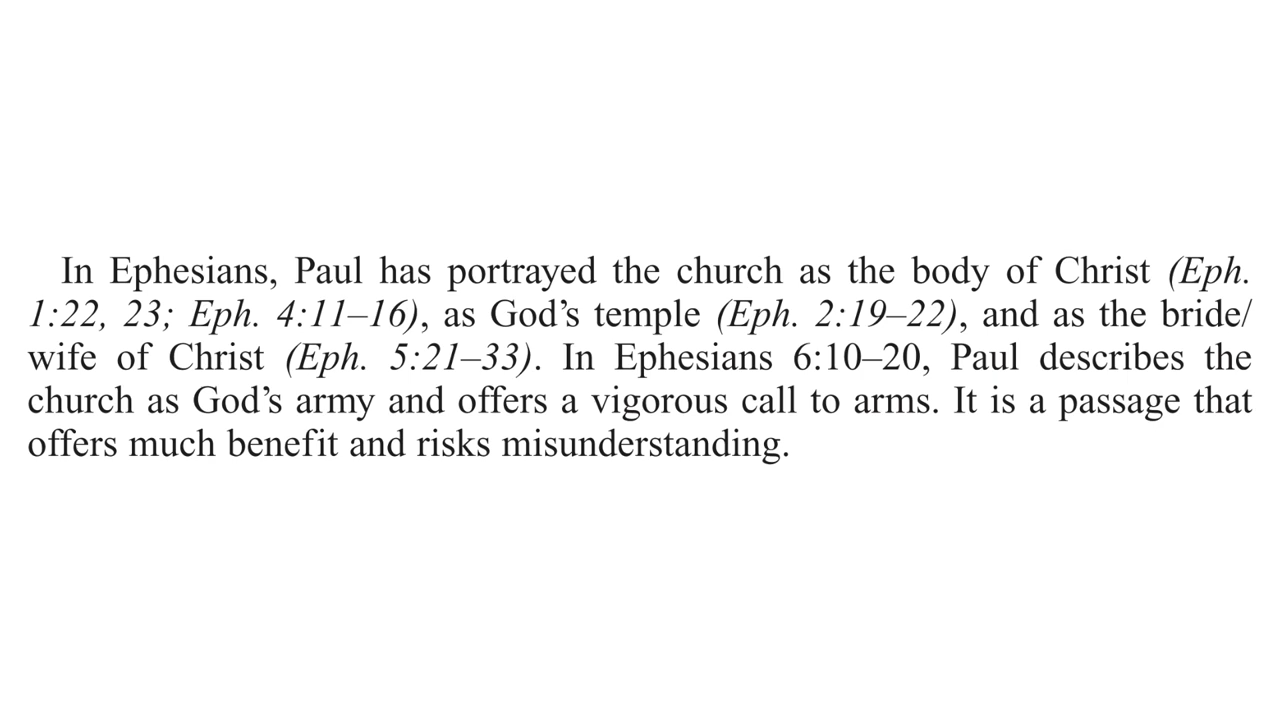 In Ephesians, Paul has portrayed the church as the body of Christ (Eph.
1:22, 23; Eph. 4:11–16), as God’s temple (Eph. 2:19–22), and as the bride/
wife of Christ (Eph. 5:21–33). In Ephesians 6:10–20, Paul describes the
church as God’s army and offers a vigorous call to arms. It is a passage that
offers much benefit and risks misunderstanding.